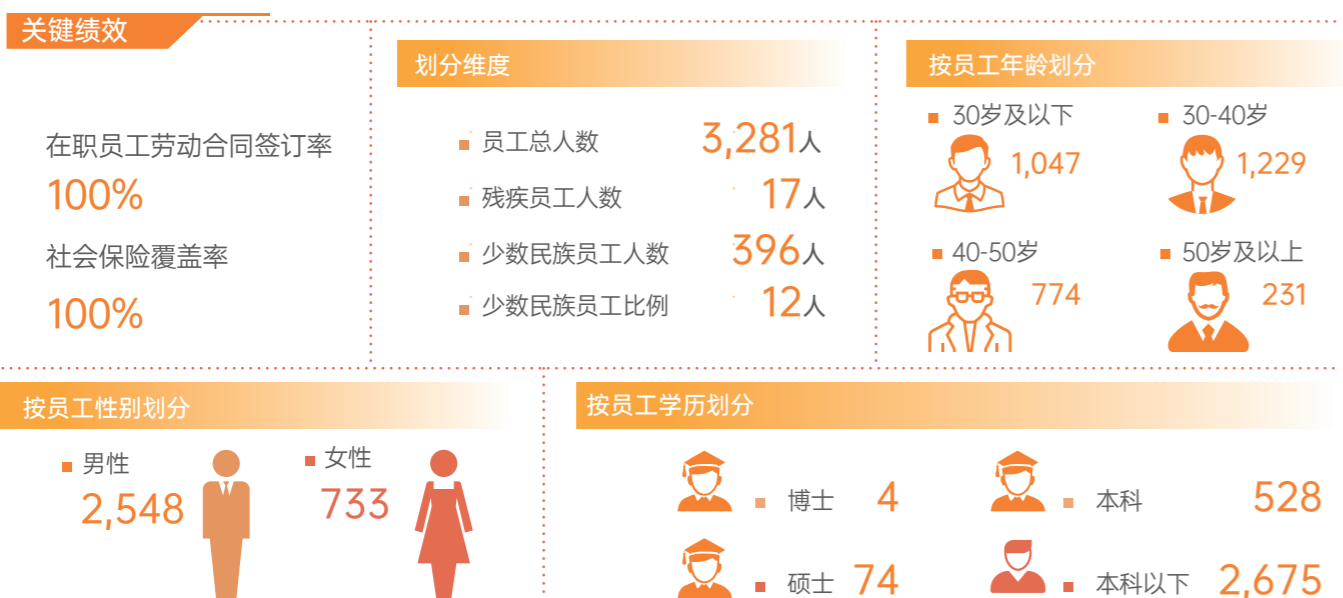 关键绩效
在职员工劳动合同签订率
100%
社会保险覆盖率
100%
划分维度
员工总人数 3,281人
残疾员工人数 17人
少数民族员工人数 396人
少数民族员工比例 12人
按员工年龄划分
30岁及以下 1,047
30-40岁 1,229
40-50岁 774
50岁及以上 231
按员工性别划分
男性 2,548
女性 733
按员工学历划分
博士 4
本科 528
硕士 74
本科以下 2,675